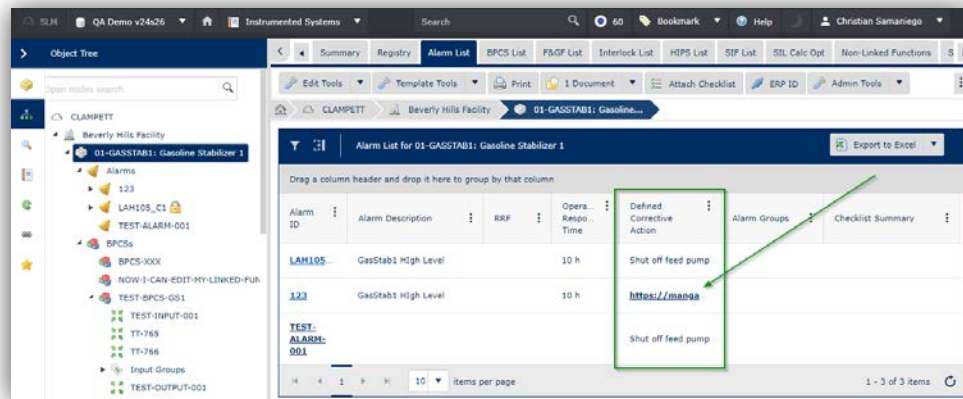 SLM QA Demo v24s26 Instrumented Systems Search 60 Bookmark Help Christian Samaniego
Object Tree
Summary Registry Alarm List BPCS List F&GF List Interlock List HIPS List SIF List SIL Calc Opt Non-Linked Functions S
Open nodes search
Edit Tools Template Tools Print 1 Document Attach Checklist ERP ID Admin Tools
CLAMPETT Beverly Hills Facility 01-GASSTAB1: Gasoline...
CLAMPETT
Beverly Hills Facility
01-GASSTAB1: Gasoline Stabilizer 1
Alarms
123
LAH105_C1
TEST-ALARM-001
BPCSs
BPCS-XXX
NOW-I-CAN-EDIT-MY-LINKED-FUN
TEST-BPCS-GS1
TEST-INPUT-001
TT-765
TT-766
Input Groups
TEST-OUTPUT-001
Alarm List for 01-GASSTAB1: Gasoline Stabilizer 1 Export to Excel
Drag a column header and drop it here to group by that column
Alarm ID Alarm Description RRF Opera... Respo... Time Defined Corrective Action Alarm Groups Checklist Summary
LAH105... GasStab1 High Level 10 h Shut off feed pump
123 GasStab1 High Level 10 h https://manga
TEST-ALARM-001 Shut off feed pump
1 10 items per page 1 - 3 of 3 items